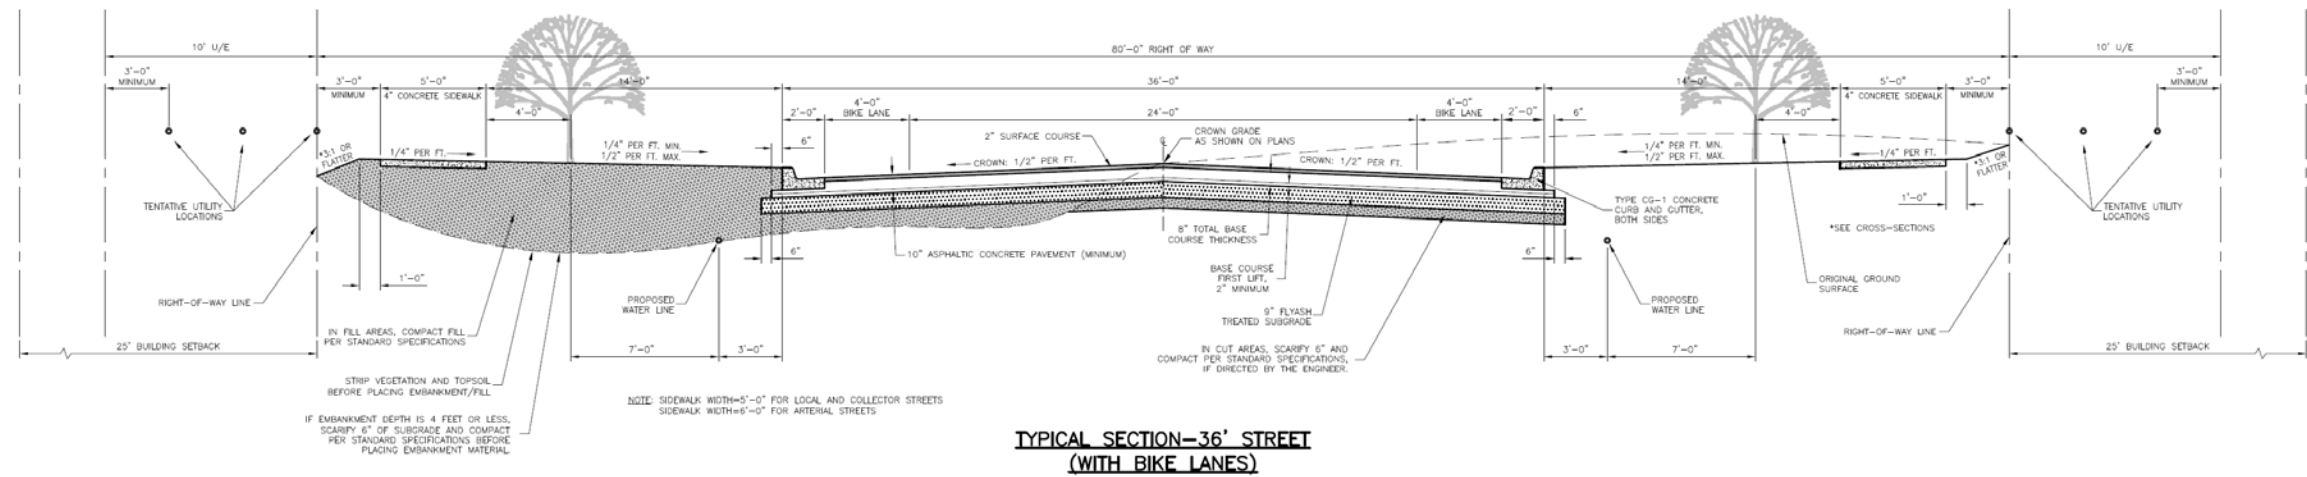 10' U/E
80'-0" RIGHT OF WAY
10' U/E
3'-0"
MINIMUM
3'-0"
MINIMUM
5'-0"
4" CONCRETE SIDEWALK
14'-0"
36'-0"
14'-0"
5'-0"
4" CONCRETE SIDEWALK
3'-0"
MINIMUM
3'-0"
MINIMUM
4'-0"
2'-0"
4'-0"
BIKE LANE
24'-0"
4'-0"
BIKE LANE
2'-0"
6"
4'-0"
2" SURFACE COURSE
CROWN GRADE
AS SHOWN ON PLANS
*3:1 OR
FLATTER
1/4" PER FT.
1/4" PER FT. MIN.
1/2" PER FT. MAX.
6"
CROWN: 1/2" PER FT.
CROWN: 1/2" PER FT.
1/4" PER FT. MIN.
1/2" PER FT. MAX.
1/4" PER FT.
*3:1 OR
FLATTER
TENTATIVE UTILITY
LOCATIONS
TYPE CG-1 CONCRETE
CURB AND GUTTER,
BOTH SIDES
1'-0"
TENTATIVE UTILITY
LOCATIONS
*SEE CROSS-SECTIONS
8" TOTAL BASE
COURSE THICKNESS
6"
10" ASPHALTIC CONCRETE PAVEMENT (MINIMUM)
6"
BASE COURSE
FIRST LIFT,
2" MINIMUM
1'-0"
ORIGINAL GROUND
SURFACE
RIGHT-OF-WAY LINE
PROPOSED
WATER LINE
9" FLYASH
TREATED SUBGRADE
PROPOSED
WATER LINE
RIGHT-OF-WAY LINE
IN FILL AREAS, COMPACT FILL
PER STANDARD SPECIFICATIONS
25' BUILDING SETBACK
7'-0"
3'-0"
IN CUT AREAS, SCARIFY 6" AND
COMPACT PER STANDARD SPECIFICATIONS,
IF DIRECTED BY THE ENGINEER.
3'-0"
7'-0"
25' BUILDING SETBACK
STRIP VEGETATION AND TOPSOIL
BEFORE PLACING EMBANKMENT/FILL
NOTE: SIDEWALK WIDTH=5'-0" FOR LOCAL AND COLLECTOR STREETS
SIDEWALK WIDTH=6'-0" FOR ARTERIAL STREETS
IF EMBANKMENT DEPTH IS 4 FEET OR LESS,
SCARIFY 6" OF SUBGRADE AND COMPACT
PER STANDARD SPECIFICATIONS BEFORE
PLACING EMBANKMENT MATERIAL.
TYPICAL SECTION-36' STREET
(WITH BIKE LANES)